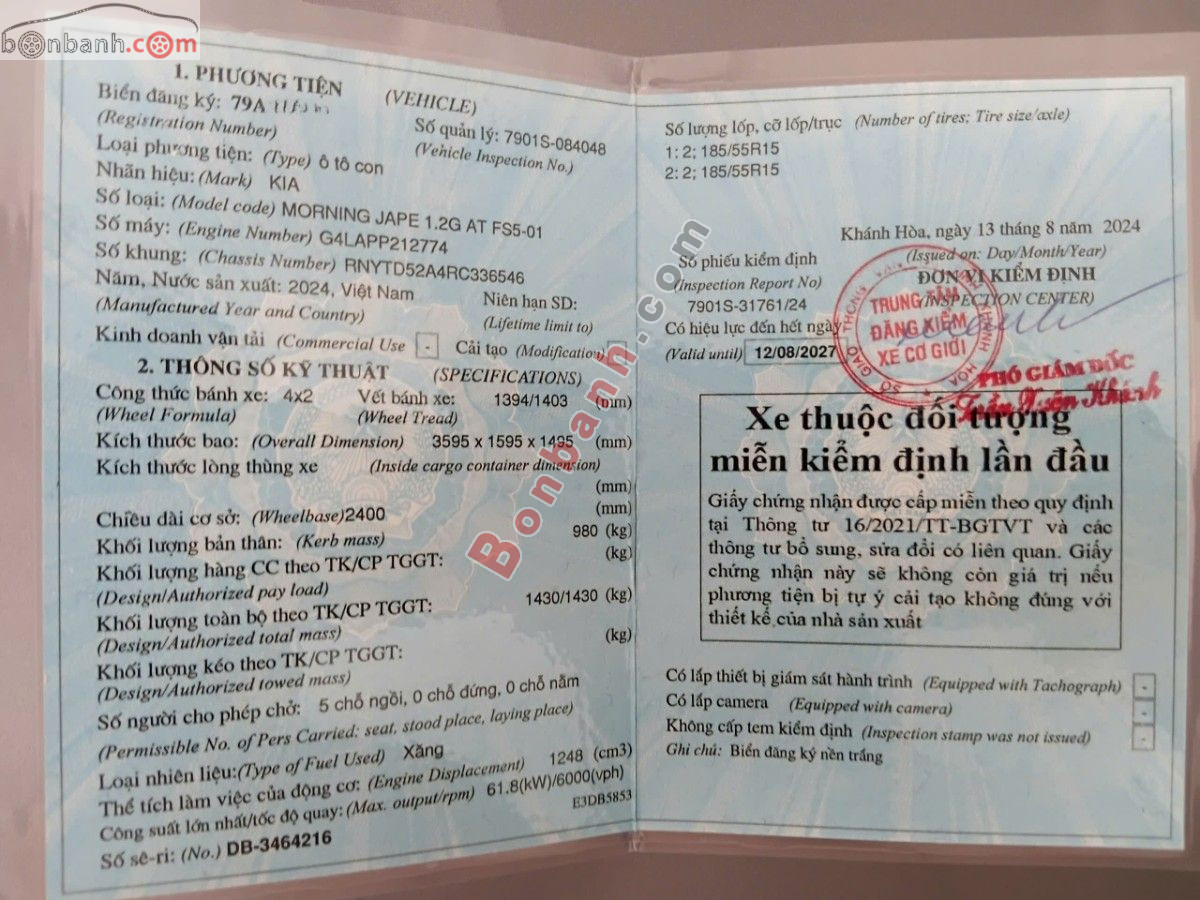 bonbanh.com
1. PHƯƠNG TIỆN (VEHICLE)
Biển đăng ký: 79A
(Registration Number)
Số quản lý: 7901S-084048
(Vehicle Inspection No.)
Loại phương tiện: (Type) ô tô con
Nhãn hiệu: (Mark) KIA
Số loại: (Model code) MORNING JAPE 1.2G AT FS5-01
Số máy: (Engine Number) G4LAPP212774
Số khung: (Chassis Number) RNYTD52A4RC336546
Năm, Nước sản xuất: 2024, Việt Nam
(Manufactured Year and Country)
Niên hạn SD:
(Lifetime limit to)
Kinh doanh vận tải (Commercial Use - Cải tạo (Modification)
2. THÔNG SỐ KỸ THUẬT (SPECIFICATIONS)
Công thức bánh xe: 4x2 Vết bánh xe: 1394/1403 (mm)
(Wheel Formula) (Wheel Tread)
Kích thước bao: (Overall Dimension) 3595 x 1595 x 1495 (mm)
Kích thước lòng thùng xe (Inside cargo container dimension)
(mm)
Chiều dài cơ sở: (Wheelbase) 2400 (mm)
Khối lượng bản thân: (Kerb mass) 980 (kg)
Khối lượng hàng CC theo TK/CP TGGT: (kg)
(Design/Authorized pay load)
Khối lượng toàn bộ theo TK/CP TGGT: 1430/1430 (kg)
(Design/Authorized total mass)
Khối lượng kéo theo TK/CP TGGT: (kg)
(Design/Authorized towed mass)
Số người cho phép chở: 5 chỗ ngồi, 0 chỗ đứng, 0 chỗ nằm
(Permissible No. of Pers Carried: seat, stood place, laying place)
Loại nhiên liệu:(Type of Fuel Used) Xăng
Thể tích làm việc của động cơ: (Engine Displacement) 1248 (cm3)
Công suất lớn nhất/tốc độ quay: (Max. output/rpm) 61.8(kW)/6000(vph)
E3DB5853
Số sê-ri: (No.) DB-3464216
Số lượng lốp, cỡ lốp/trục (Number of tires; Tire size/axle)
1: 2; 185/55R15
2: 2; 185/55R15
Khánh Hòa, ngày 13 tháng 8 năm 2024
(Issued on: Day/Month/Year)
Số phiếu kiểm định
(Inspection Report No)
7901S-31761/24
ĐƠN VỊ KIỂM ĐỊNH
(INSPECTION CENTER)
Có hiệu lực đến hết ngày
(Valid until) 12/08/2027
TRUNG TÂM
ĐĂNG KIỂM
XE CƠ GIỚI
SỞ GIAO THÔNG VẬN TẢI KHÁNH HÒA
PHÓ GIÁM ĐỐC
Trần Xuân Khánh
Xe thuộc đối tượng
miễn kiểm định lần đầu
Giấy chứng nhận được cấp miễn theo quy định
tại Thông tư 16/2021/TT-BGTVT và các
thông tư bổ sung, sửa đổi có liên quan. Giấy
chứng nhận này sẽ không còn giá trị nếu
phương tiện bị tự ý cải tạo không đúng với
thiết kế của nhà sản xuất
Có lắp thiết bị giám sát hành trình (Equipped with Tachograph) -
Có lắp camera (Equipped with camera) -
Không cấp tem kiểm định (Inspection stamp was not issued) -
Ghi chú: Biển đăng ký nền trắng
Bonbanh.com